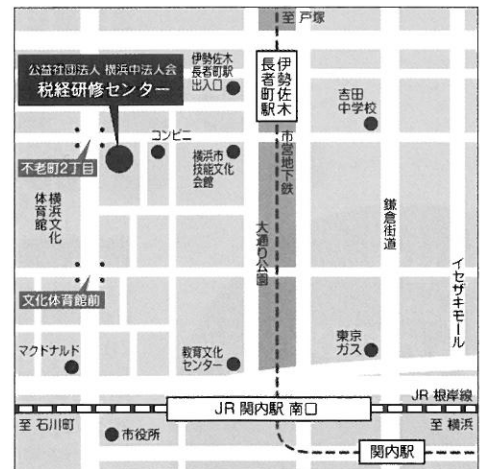 至 戸塚
公益社団法人 横浜中法人会
税経研修センター
伊勢佐木
長者町駅
出入口
伊勢佐木
長者町駅
吉田
中学校
コンビニ
横浜市
技能文化
会館
市営地下鉄
不老町2丁目
横浜文化
体育館
大通り公園
鎌倉街道
イセザキモール
文化体育館前
マクドナルド
教育文化
センター
東京
ガス
JR 根岸線
JR 関内駅 南口
至 石川町
至 横浜
市役所
関内駅